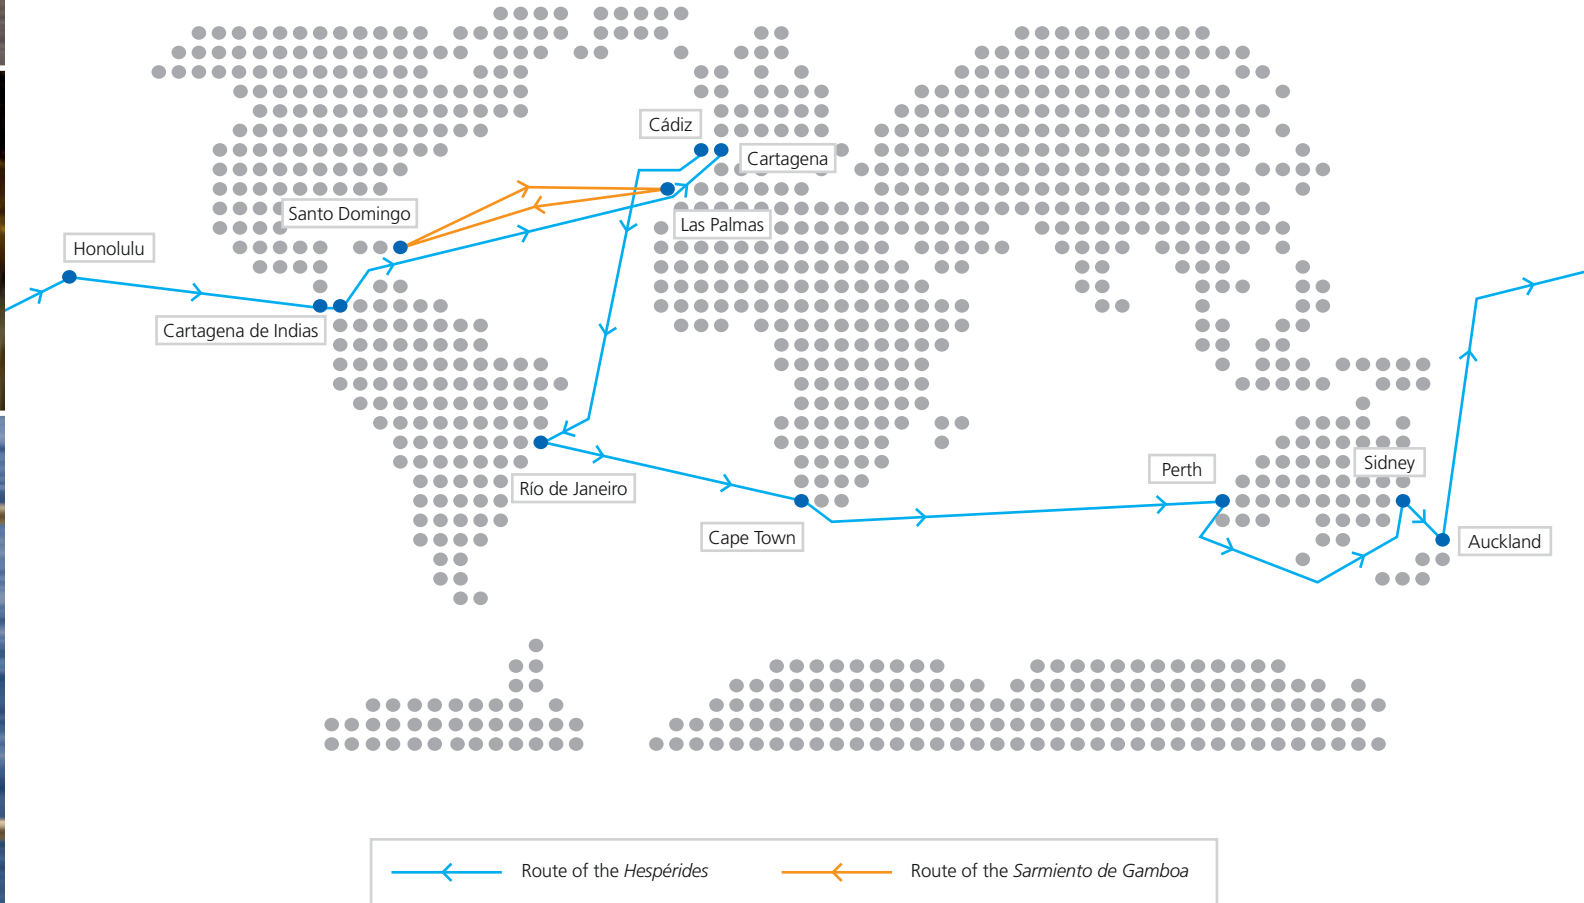 Cádiz
Cartagena
Santo Domingo
Las Palmas
Honolulu
Cartagena de Indias
Río de Janeiro
Perth
Sidney
Cape Town
Auckland
Route of the Hespérides
Route of the Sarmiento de Gamboa